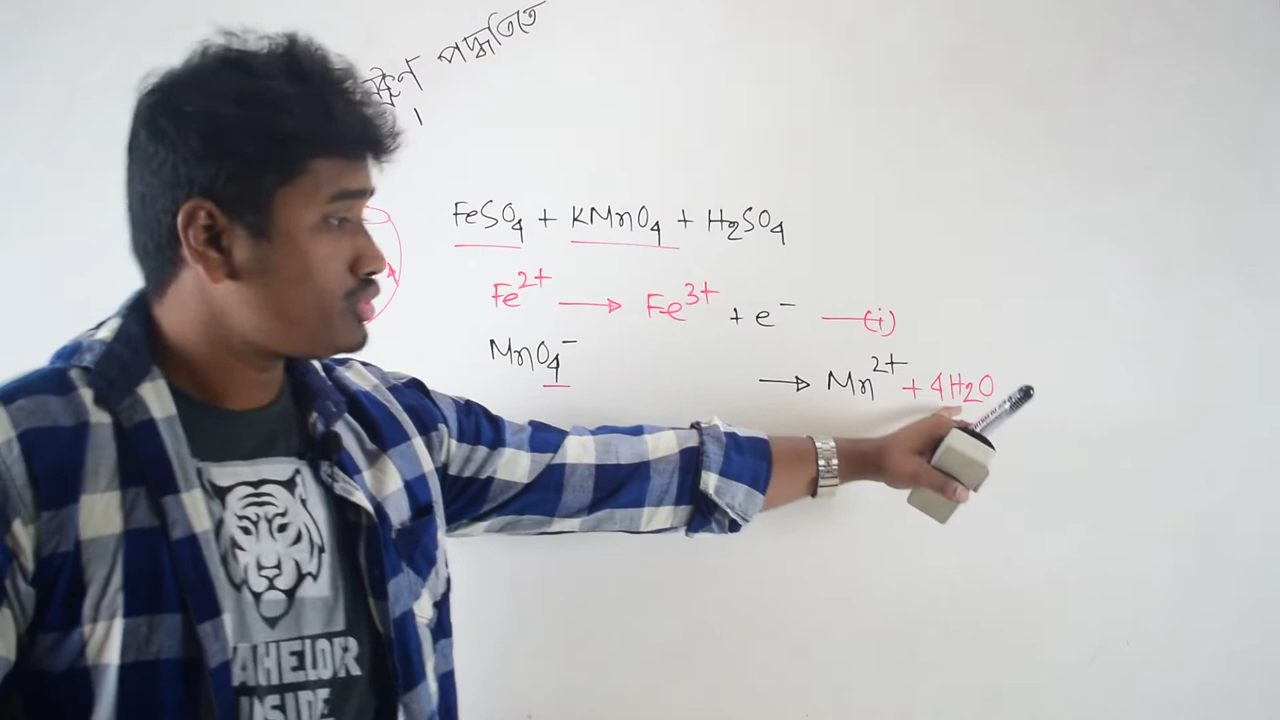 পদ্ধতিতে
।
FeSO₄ + KMnO₄ + H₂SO₄
Fe²⁺ ⟶ Fe³⁺ + e⁻ —(i)
MnO₄⁻ ⟶ Mn²⁺ + 4H₂O